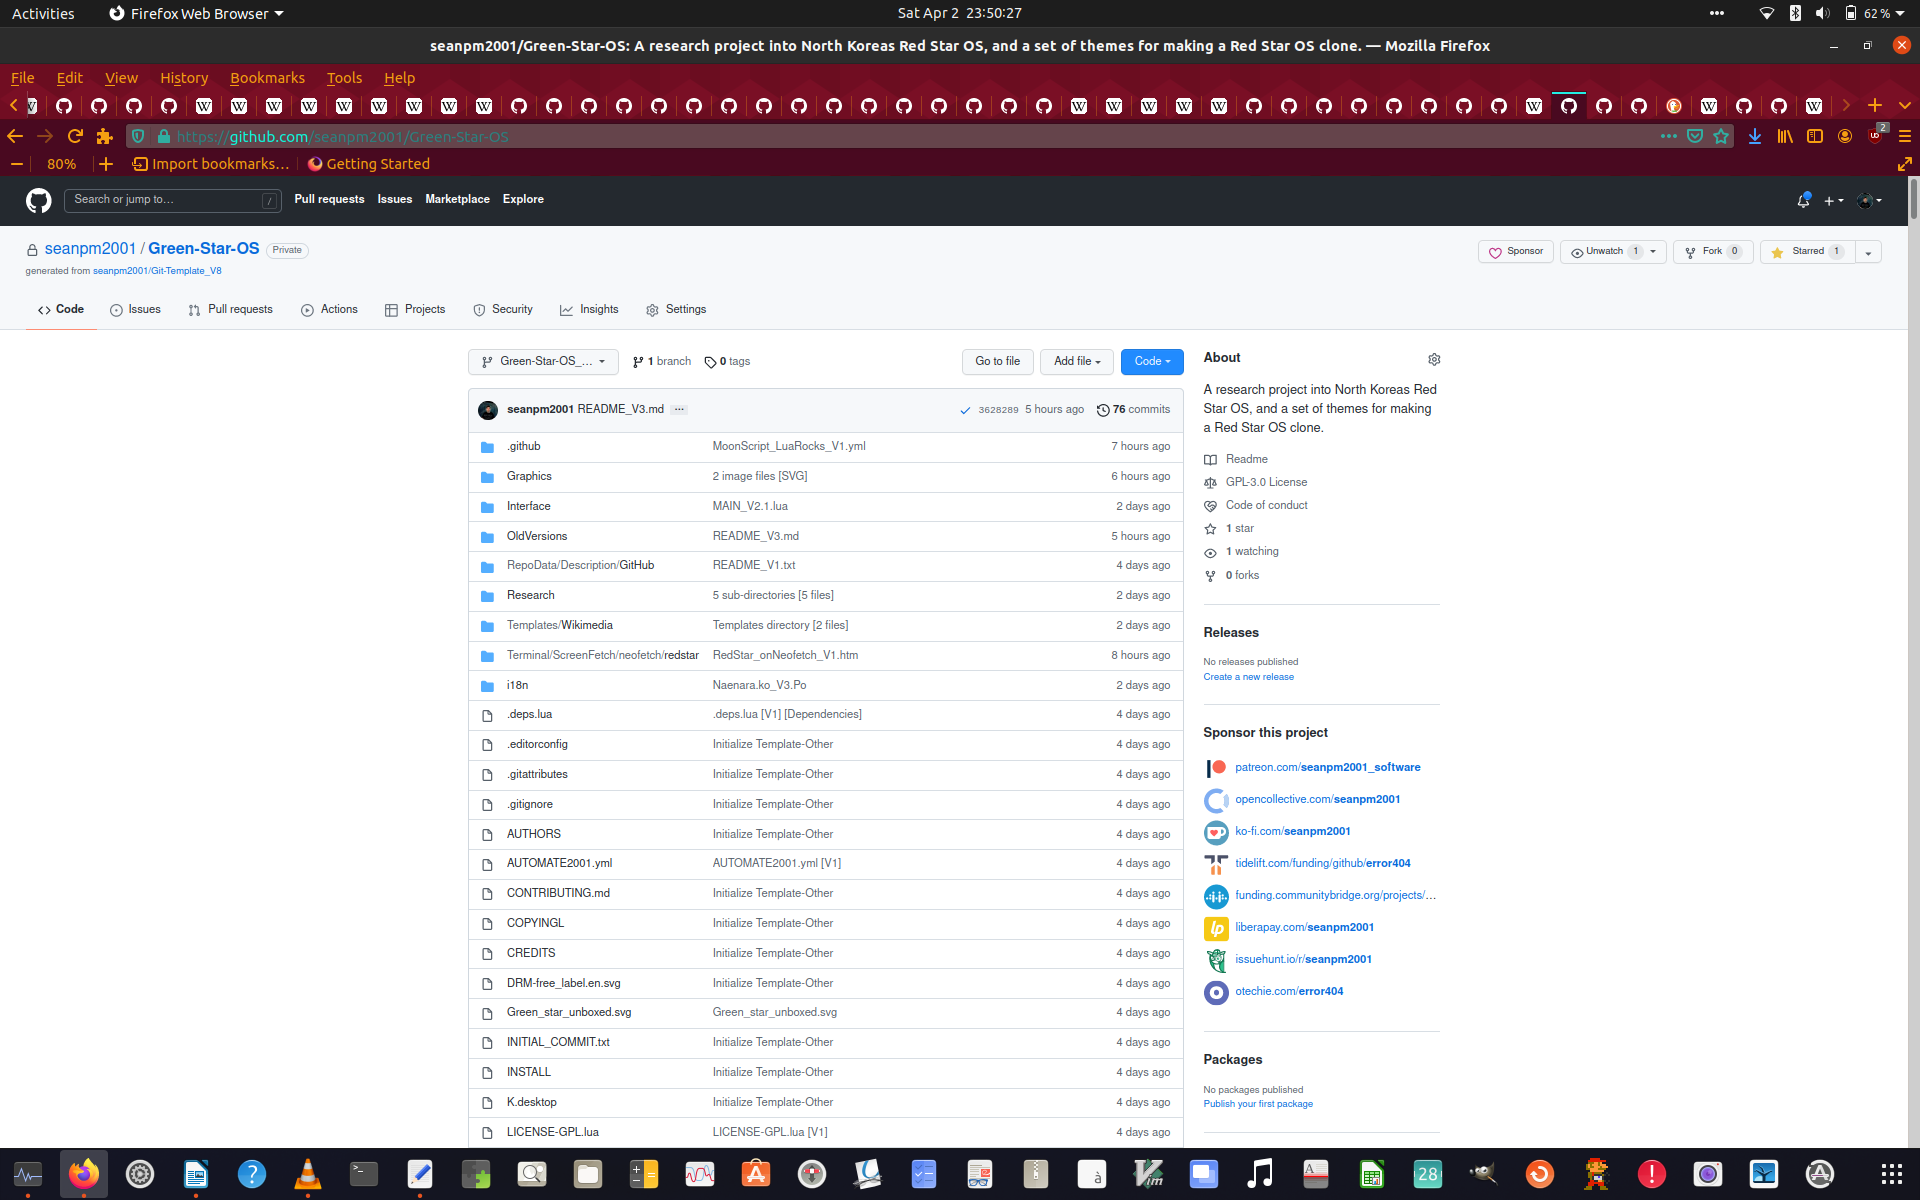 Activities
Firefox Web Browser
Sat Apr 2 23:50:27
62 %
seanpm2001/Green-Star-OS: A research project into North Koreas Red Star OS, and a set of themes for making a Red Star OS clone. — Mozilla Firefox
File Edit View History Bookmarks Tools Help
https://github.com/seanpm2001/Green-Star-OS
2
80%
Import bookmarks…
Getting Started
Search or jump to…
/
Pull requests Issues Marketplace Explore
seanpm2001 / Green-Star-OS Private
generated from seanpm2001/Git-Template_V8
Sponsor
Unwatch 1
Fork 0
Starred 1
Code Issues Pull requests Actions Projects Security Insights Settings
Green-Star-OS_…
1 branch
0 tags
Go to file
Add file
Code
seanpm2001 README_V3.md
3628289 5 hours ago 76 commits
.github MoonScript_LuaRocks_V1.yml 7 hours ago
Graphics 2 image files [SVG] 6 hours ago
Interface MAIN_V2.1.lua 2 days ago
OldVersions README_V3.md 5 hours ago
RepoData/Description/GitHub README_V1.txt 4 days ago
Research 5 sub-directories [5 files] 2 days ago
Templates/Wikimedia Templates directory [2 files] 2 days ago
Terminal/ScreenFetch/neofetch/redstar RedStar_onNeofetch_V1.htm 8 hours ago
i18n Naenara.ko_V3.Po 2 days ago
.deps.lua .deps.lua [V1] [Dependencies] 4 days ago
.editorconfig Initialize Template-Other 4 days ago
.gitattributes Initialize Template-Other 4 days ago
.gitignore Initialize Template-Other 4 days ago
AUTHORS Initialize Template-Other 4 days ago
AUTOMATE2001.yml AUTOMATE2001.yml [V1] 4 days ago
CONTRIBUTING.md Initialize Template-Other 4 days ago
COPYINGL Initialize Template-Other 4 days ago
CREDITS Initialize Template-Other 4 days ago
DRM-free_label.en.svg Initialize Template-Other 4 days ago
Green_star_unboxed.svg Green_star_unboxed.svg 4 days ago
INITIAL_COMMIT.txt Initialize Template-Other 4 days ago
INSTALL Initialize Template-Other 4 days ago
K.desktop Initialize Template-Other 4 days ago
LICENSE-GPL.lua LICENSE-GPL.lua [V1] 4 days ago
About
A research project into North Koreas Red
Star OS, and a set of themes for making
a Red Star OS clone.
Readme
GPL-3.0 License
Code of conduct
1 star
1 watching
0 forks
Releases
No releases published
Create a new release
Sponsor this project
patreon.com/seanpm2001_software
opencollective.com/seanpm2001
ko-fi.com/seanpm2001
tidelift.com/funding/github/error404
funding.communitybridge.org/projects/…
liberapay.com/seanpm2001
issuehunt.io/r/seanpm2001
otechie.com/error404
Packages
No packages published
Publish your first package
28